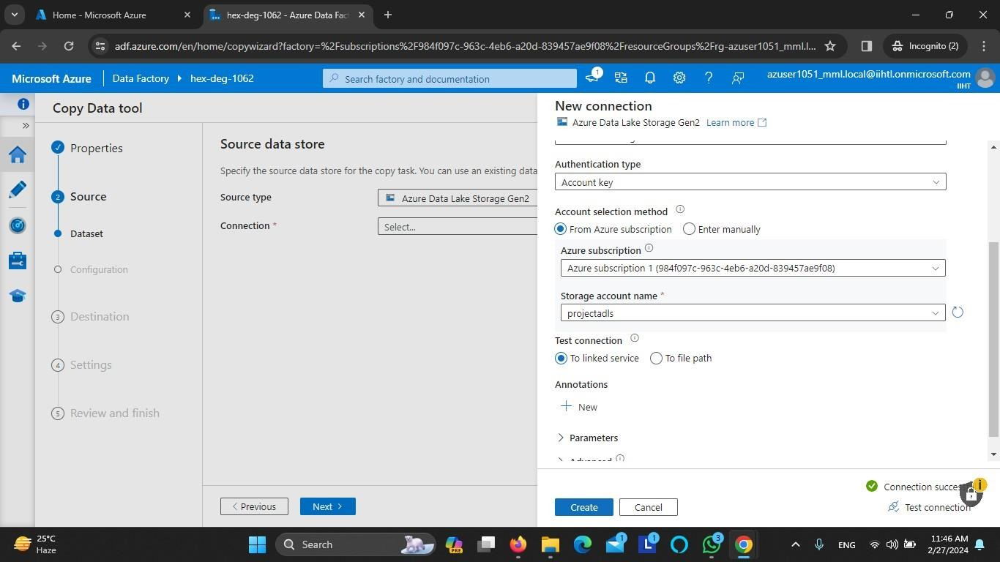 Home - Microsoft Azure
hex-deg-1062 - Azure Data Fac
adf.azure.com/en/home/copywizard?factory=%2Fsubscriptions%2F984f097c-963c-4eb6-a20d-839457ae9f08%2FresourceGroups%2Frg-azuser1051_mml.l...
Incognito (2)
Microsoft Azure
Data Factory
hex-deg-1062
Search factory and documentation
1
azuser1051_mml.local@iihtl.onmicrosoft.com
IIHT
Copy Data tool
Properties
2
Source
Dataset
Configuration
3
Destination
4
Settings
5
Review and finish
Source data store
Specify the source data store for the copy task. You can use an existing data
Source type
Azure Data Lake Storage Gen2
Connection *
Select...
< Previous
Next >
New connection
Azure Data Lake Storage Gen2 Learn more
Authentication type
Account key
Account selection method
From Azure subscription
Enter manually
Azure subscription
Azure subscription 1 (984f097c-963c-4eb6-a20d-839457ae9f08)
Storage account name *
projectadls
Test connection
To linked service
To file path
Annotations
New
Parameters
Advanced
Connection succes
Create
Cancel
Test connection
25°C
Haze
Search
PRE
1
L
1
3
ENG
11:46 AM
2/27/2024